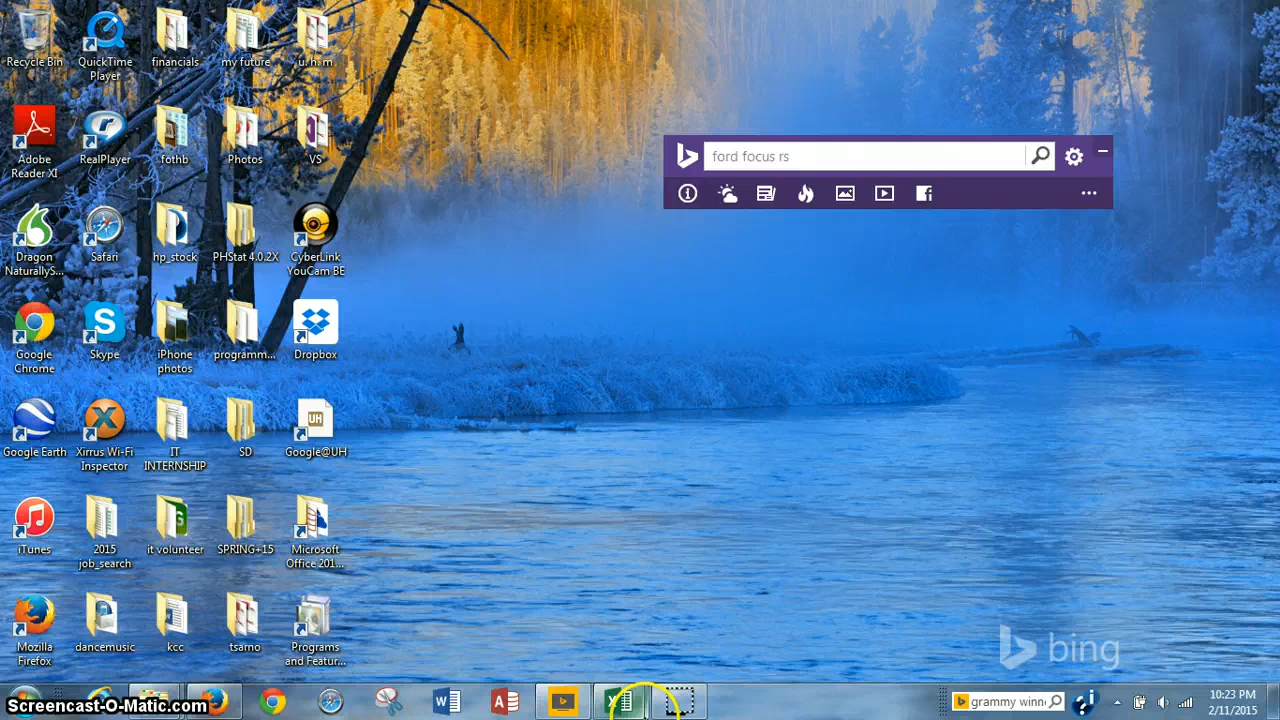 Recycle Bin
QuickTime
Player
financials
my future
u. h. m
ford focus rs
Adobe
Reader XI
RealPlayer
fothb
Photos
VS
Dragon
NaturallyS...
Safari
hp_stock
PHStat 4.0.2X
CyberLink
YouCam BE
Google
Chrome
Skype
iPhone
photos
programm...
Dropbox
Google Earth
Xirrus Wi-Fi
Inspector
IT
INTERNSHIP
SD
UH
Google@UH
iTunes
2015
job_search
it volunteer
SPRING+15
Microsoft
Office 201...
Mozilla
Firefox
dancemusic
kcc
tsarno
Programs
and Featur...
bing
Screencast-O-Matic.com
grammy winn
10:23 PM
2/11/2015